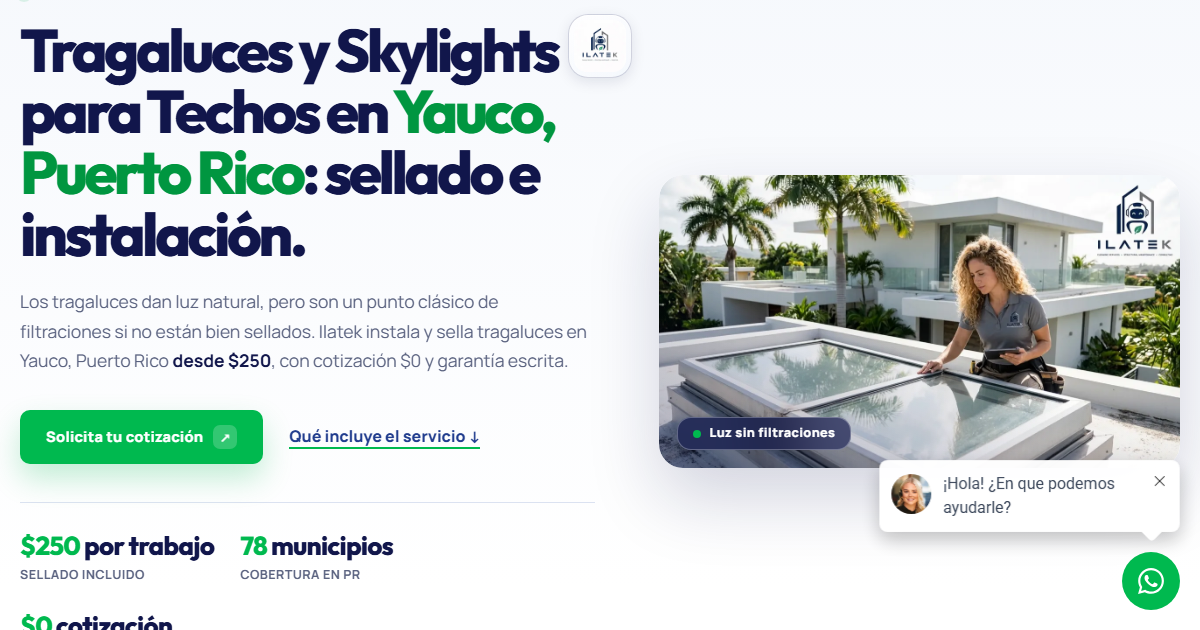 Tragaluces y Skylights
para Techos en Yauco,
Puerto Rico: sellado e
instalación.
ILATEK
Los tragaluces dan luz natural, pero son un punto clásico de
filtraciones si no están bien sellados. Ilatek instala y sella tragaluces en
Yauco, Puerto Rico desde $250, con cotización $0 y garantía escrita.
Solicita tu cotización ↗
Qué incluye el servicio ↓
$250 por trabajo
SELLADO INCLUIDO
78 municipios
COBERTURA EN PR
$0 cotización
ILATEK
Luz sin filtraciones
¡Hola! ¿En que podemos
ayudarle?